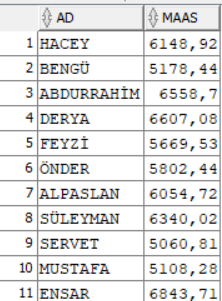 AD MAAS
1 HACEY 6148,92
2 BENGÜ 5178,44
3 ABDURRAHİM 6558,7
4 DERYA 6607,08
5 FEYZİ 5669,53
6 ÖNDER 5802,44
7 ALPASLAN 6054,72
8 SÜLEYMAN 6340,02
9 SERVET 5060,81
10 MUSTAFA 5108,28
11 ENSAR 6843,71